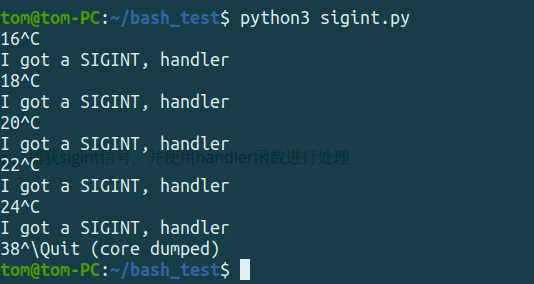 tom@tom-PC:~/bash_test$ python3 sigint.py
16^C
I got a SIGINT, handler
18^C
I got a SIGINT, handler
20^C
I got a SIGINT, handler
获sigint信号，并使用handler函数进行处理
22^C
I got a SIGINT, handler
24^C
I got a SIGINT, handler
38^\Quit (core dumped)
tom@tom-PC:~/bash_test$